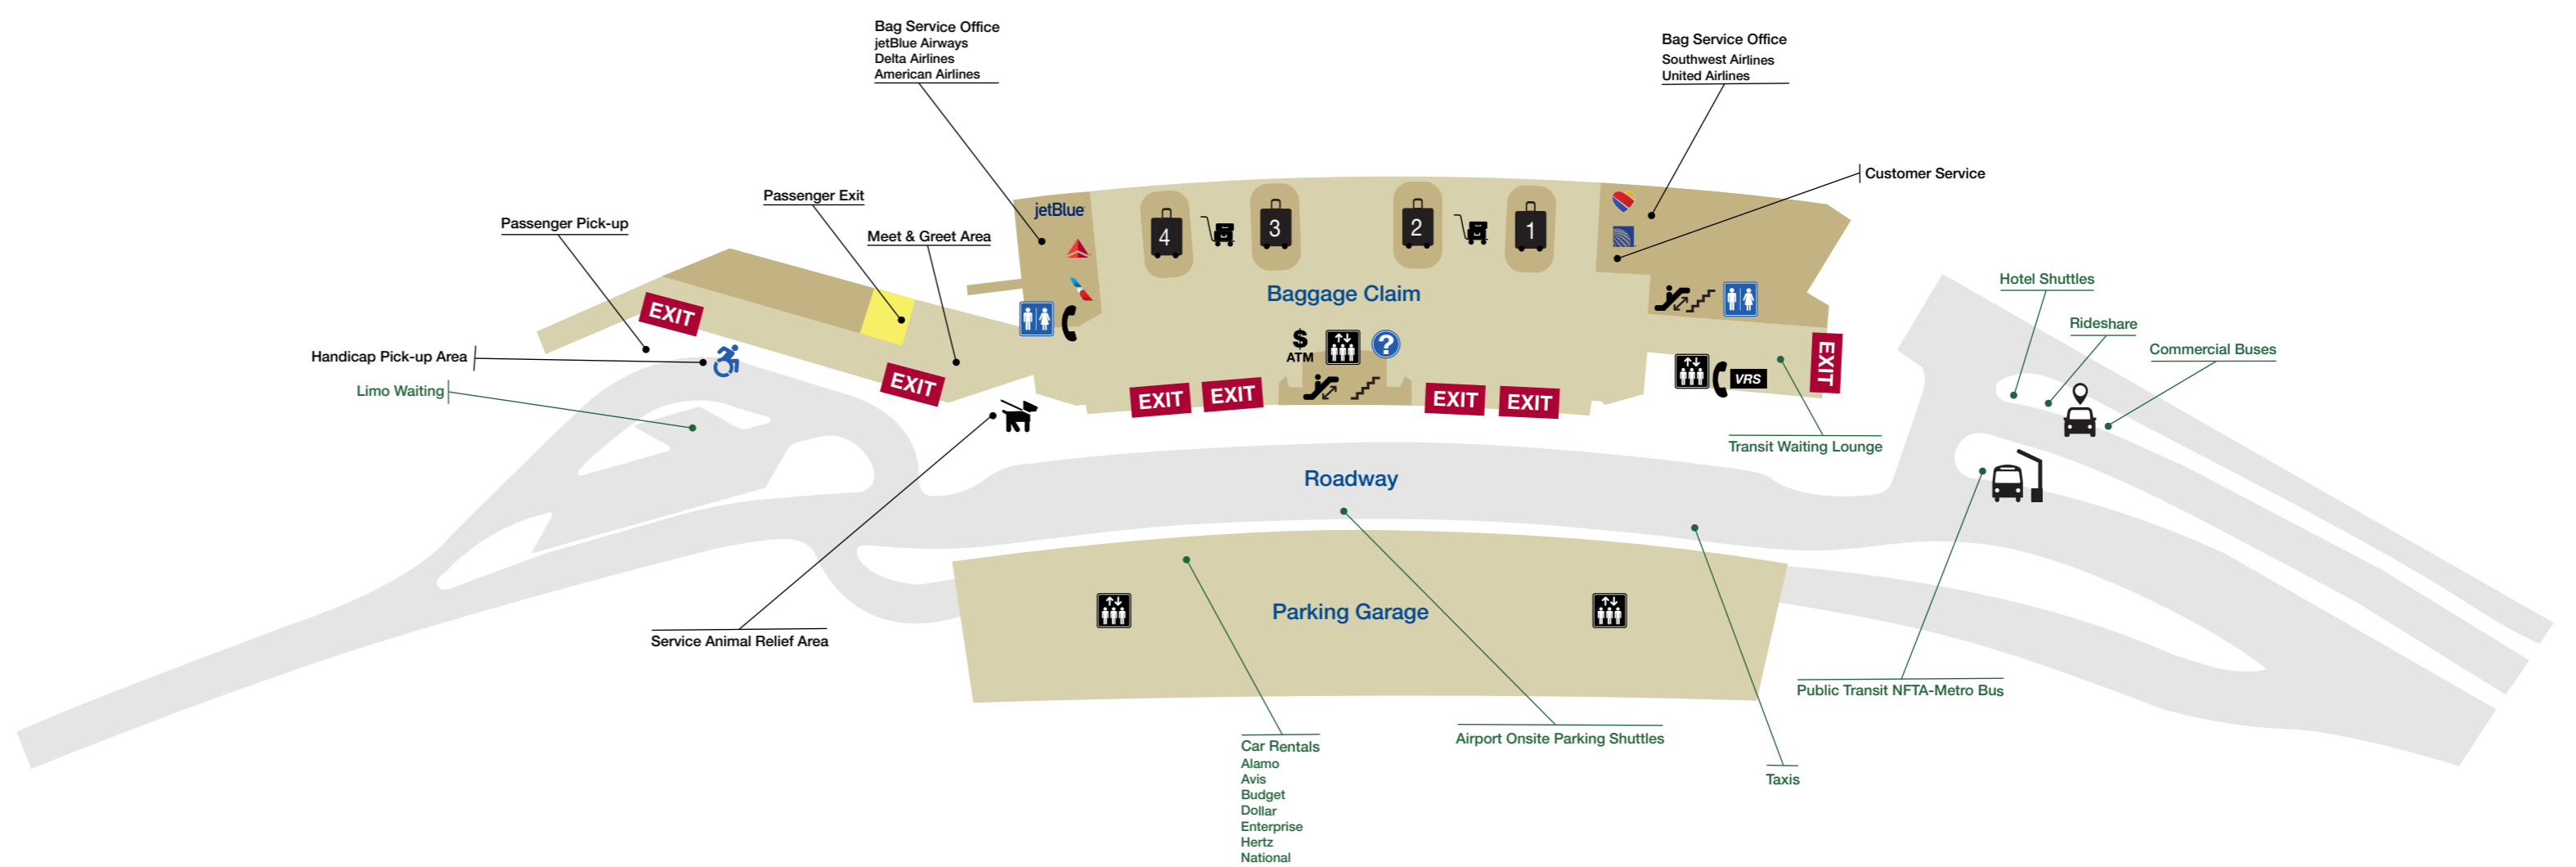 Bag Service Office
jetBlue Airways
Delta Airlines
American Airlines
Bag Service Office
Southwest Airlines
United Airlines
Customer Service
Passenger Exit
Passenger Pick-up
Meet & Greet Area
jetBlue
4
3
2
1
Baggage Claim
Hotel Shuttles
Rideshare
Commercial Buses
EXIT
Handicap Pick-up Area
Limo Waiting
EXIT
$
ATM
?
EXIT
EXIT
EXIT
EXIT
VRS
EXIT
Transit Waiting Lounge
Roadway
Parking Garage
Service Animal Relief Area
Public Transit NFTA-Metro Bus
Airport Onsite Parking Shuttles
Taxis
Car Rentals
Alamo
Avis
Budget
Dollar
Enterprise
Hertz
National